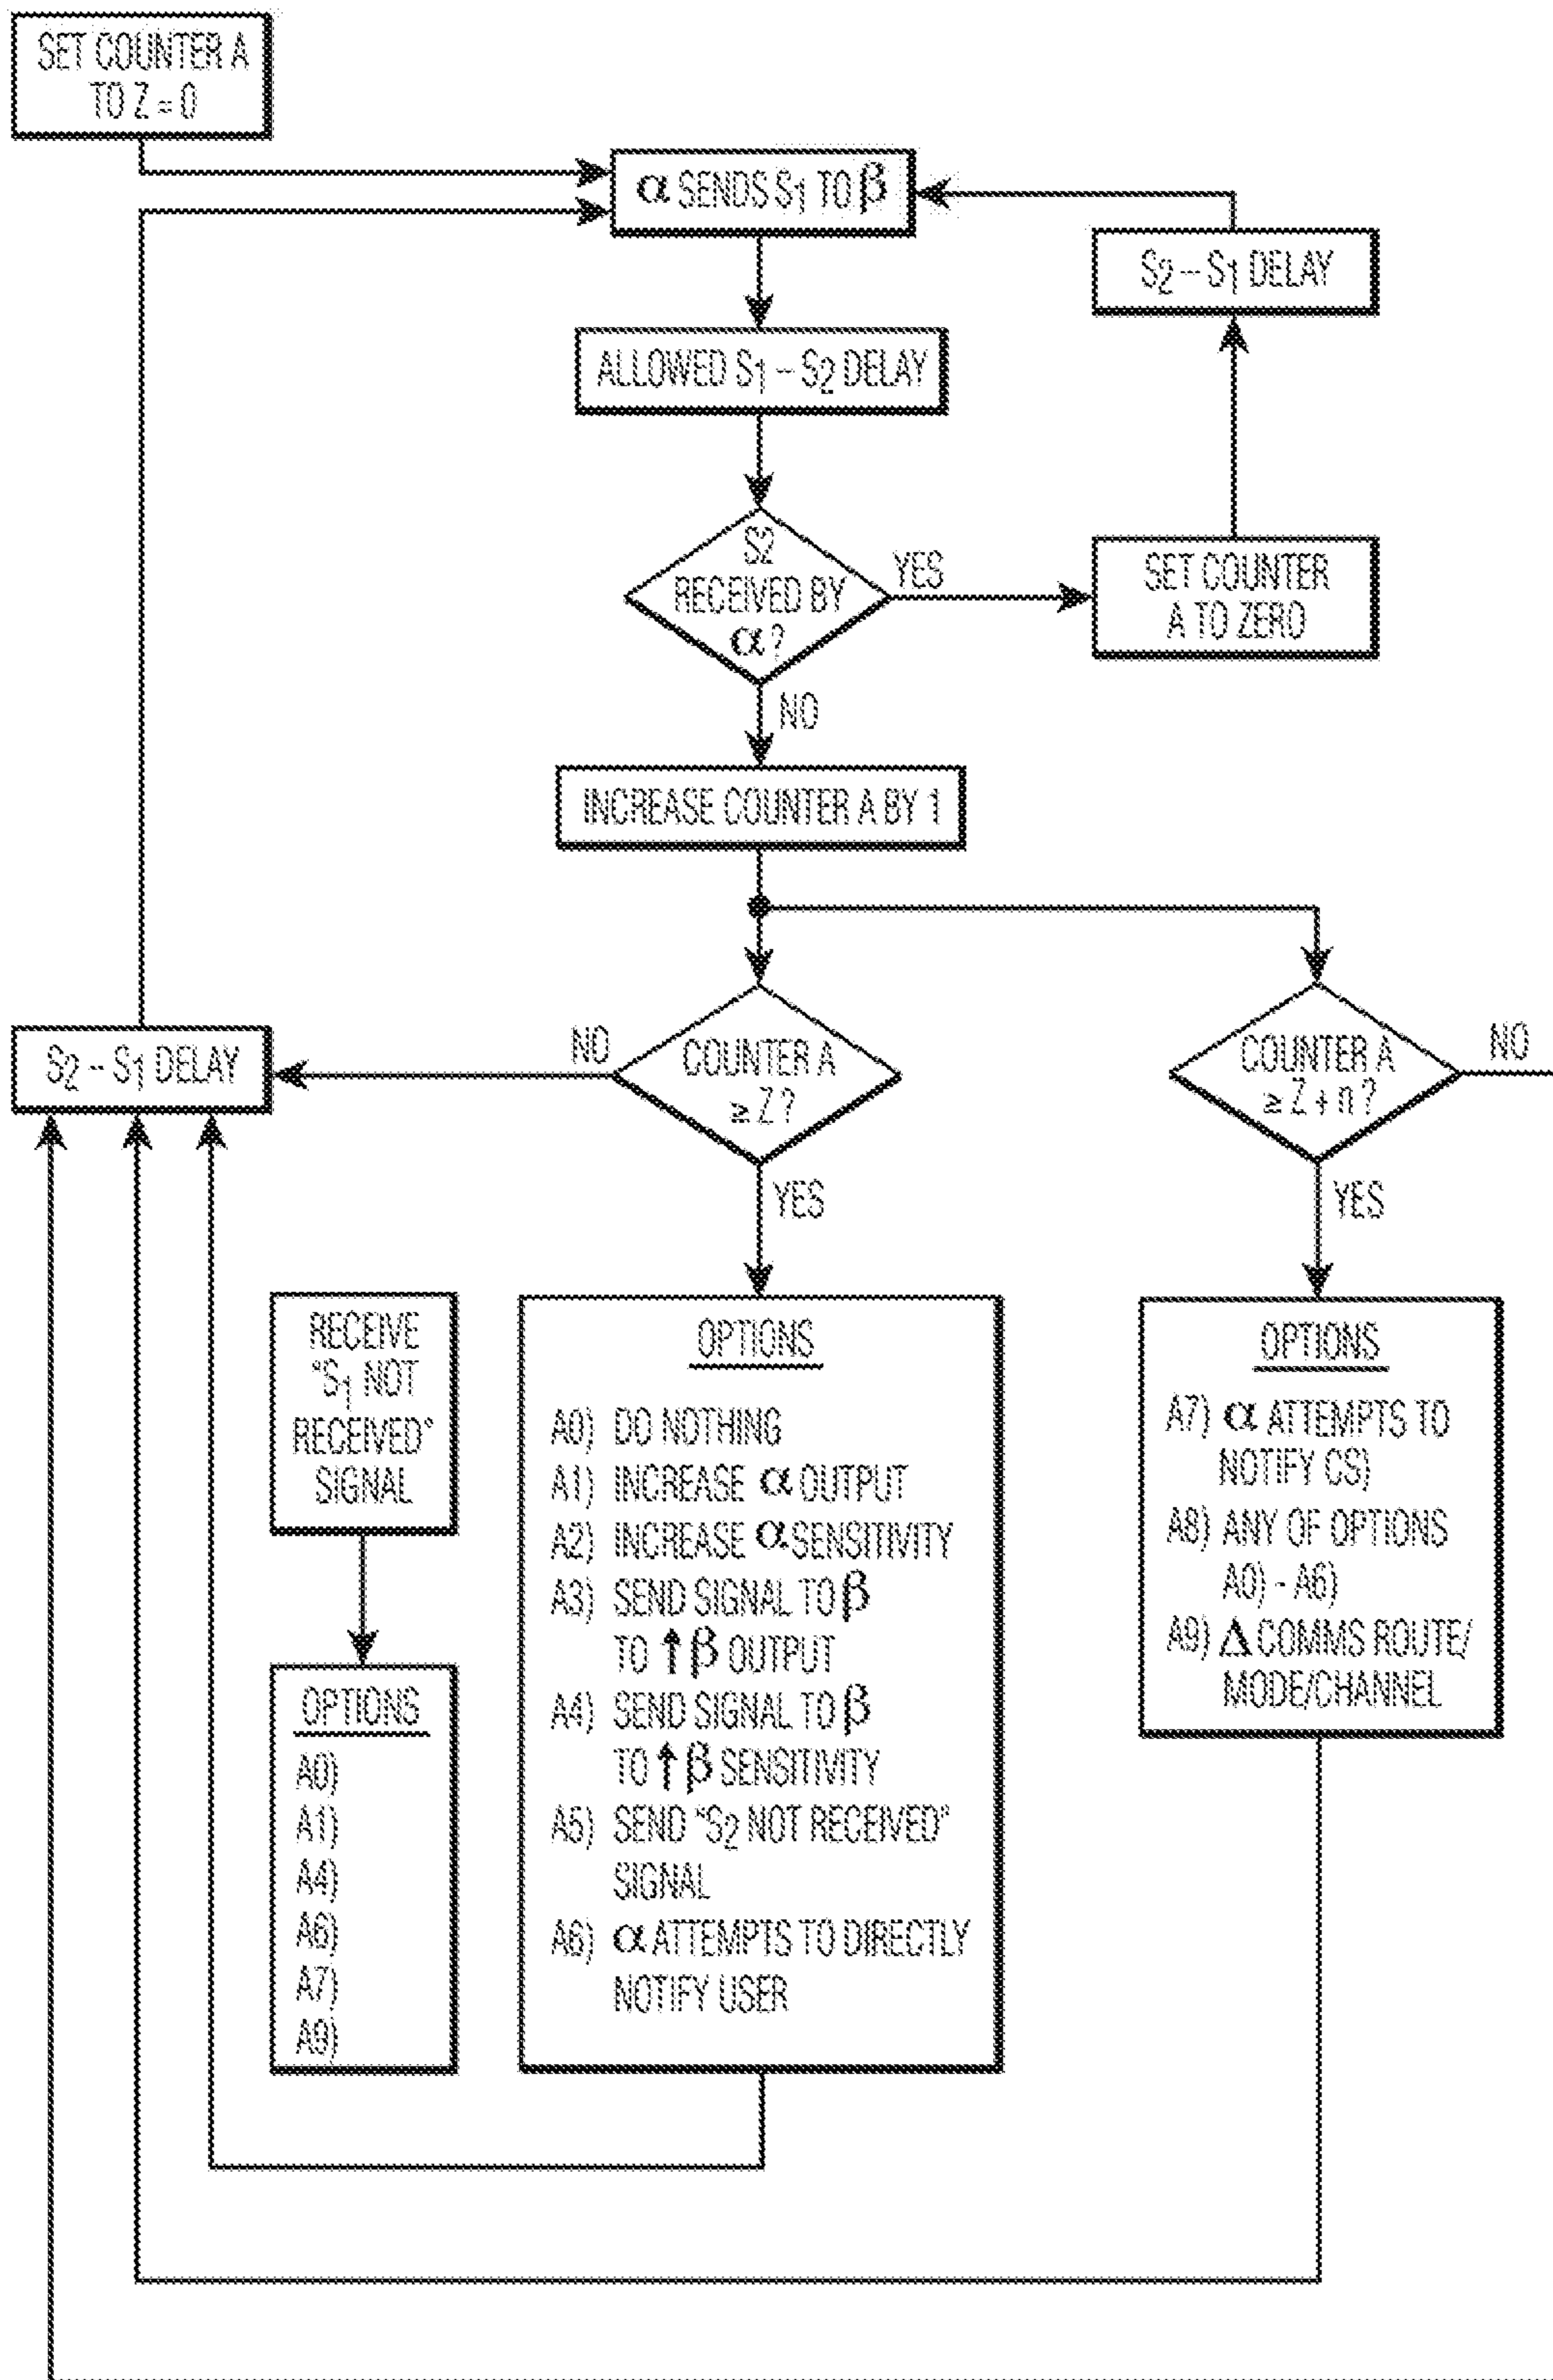 SET COUNTER A
TO Z = 0
α SENDS S1 TO β
S2 – S1 DELAY
ALLOWED S1 – S2 DELAY
S2
RECEIVED BY
α?
YES
SET COUNTER
A TO ZERO
NO
INCREASE COUNTER A BY 1
S2 – S1 DELAY
NO
COUNTER A
≥ Z?
YES
COUNTER A
≥ Z + n?
NO
YES
RECEIVE
"S1 NOT
RECEIVED"
SIGNAL
OPTIONS
A0)
A1)
A4)
A6)
A7)
A9)
OPTIONS
A0) DO NOTHING
A1) INCREASE α OUTPUT
A2) INCREASE α SENSITIVITY
A3) SEND SIGNAL TO β
TO ↑ β OUTPUT
A4) SEND SIGNAL TO β
TO ↑ β SENSITIVITY
A5) SEND "S2 NOT RECEIVED"
SIGNAL
A6) α ATTEMPTS TO DIRECTLY
NOTIFY USER
OPTIONS
A7) α ATTEMPTS TO
NOTIFY CS)
A8) ANY OF OPTIONS
A0) - A6)
A9) Δ COMMS ROUTE/
MODE/CHANNEL